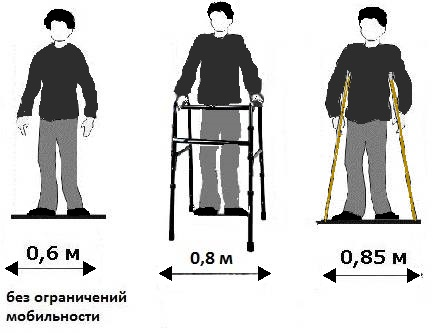 0,6 м
0,8 м
0,85 м
без ограничений
мобильности